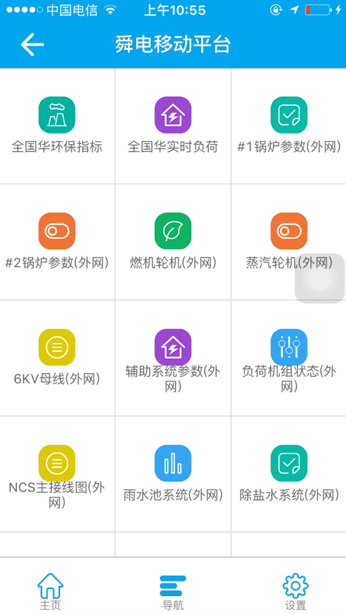 中国电信 上午10:55
舜电移动平台
全国华环保指标 全国华实时负荷 #1锅炉参数(外网)
#2锅炉参数(外网) 燃机轮机(外网) 蒸汽轮机(外网)
6KV母线(外网)
辅助系统参数(外
网)
负荷机组状态(外
网)
NCS主接线图(外
网)
雨水池系统(外网) 除盐水系统(外网)
主页 导航 设置